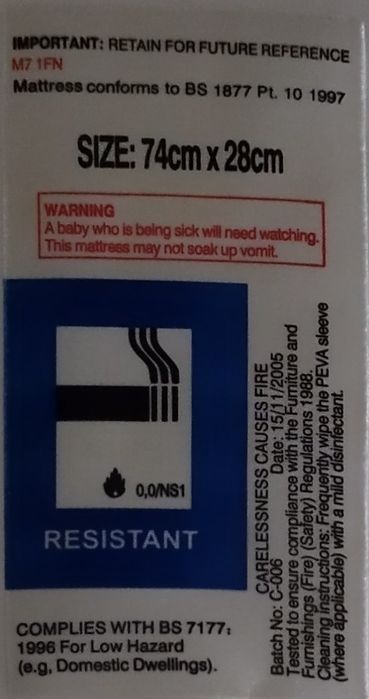 IMPORTANT: RETAIN FOR FUTURE REFERENCE
M7 1FN
Mattress conforms to BS 1877 Pt. 10 1997
SIZE: 74cm x 28cm
WARNING
A baby who is being sick will need watching.
This mattress may not soak up vomit.
0,0/NS1
RESISTANT
CARELESSNESS CAUSES FIRE
Batch No: C-006 Date: 15/11/2005
Tested to ensure compliance with the Furniture and
Furnishings (Fire) (Safety) Regulations 1988.
Cleaning Instructions: Frequently wipe the PEVA sleeve
(where applicable) with a mild disinfectant.
COMPLIES WITH BS 7177:
1996 For Low Hazard
(e.g, Domestic Dwellings).